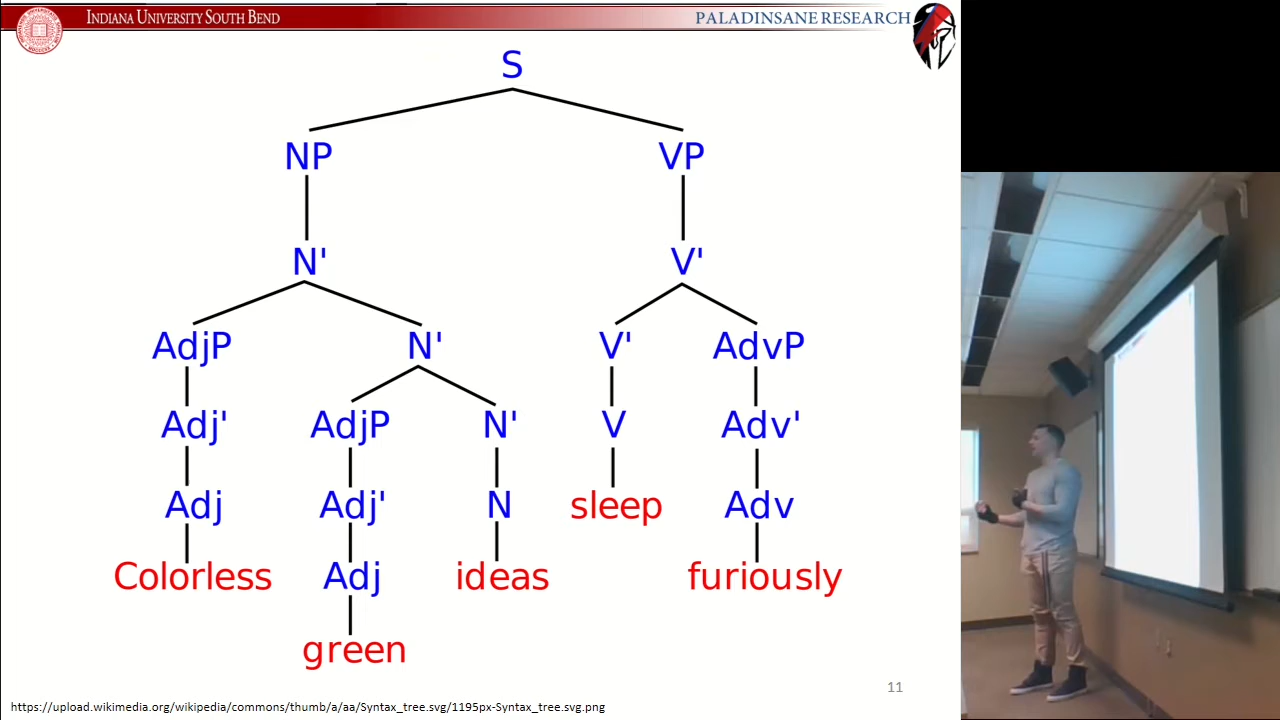 INDIANA UNIVERSITY SOUTH BEND
PALADINSANE RESEARCH
S
NP VP
N' V'
AdjP N' V' AdvP
Adj' AdjP N' V Adv'
Adj Adj' N sleep Adv
Colorless Adj ideas furiously
green
11
https://upload.wikimedia.org/wikipedia/commons/thumb/a/aa/Syntax_tree.svg/1195px-Syntax_tree.svg.png